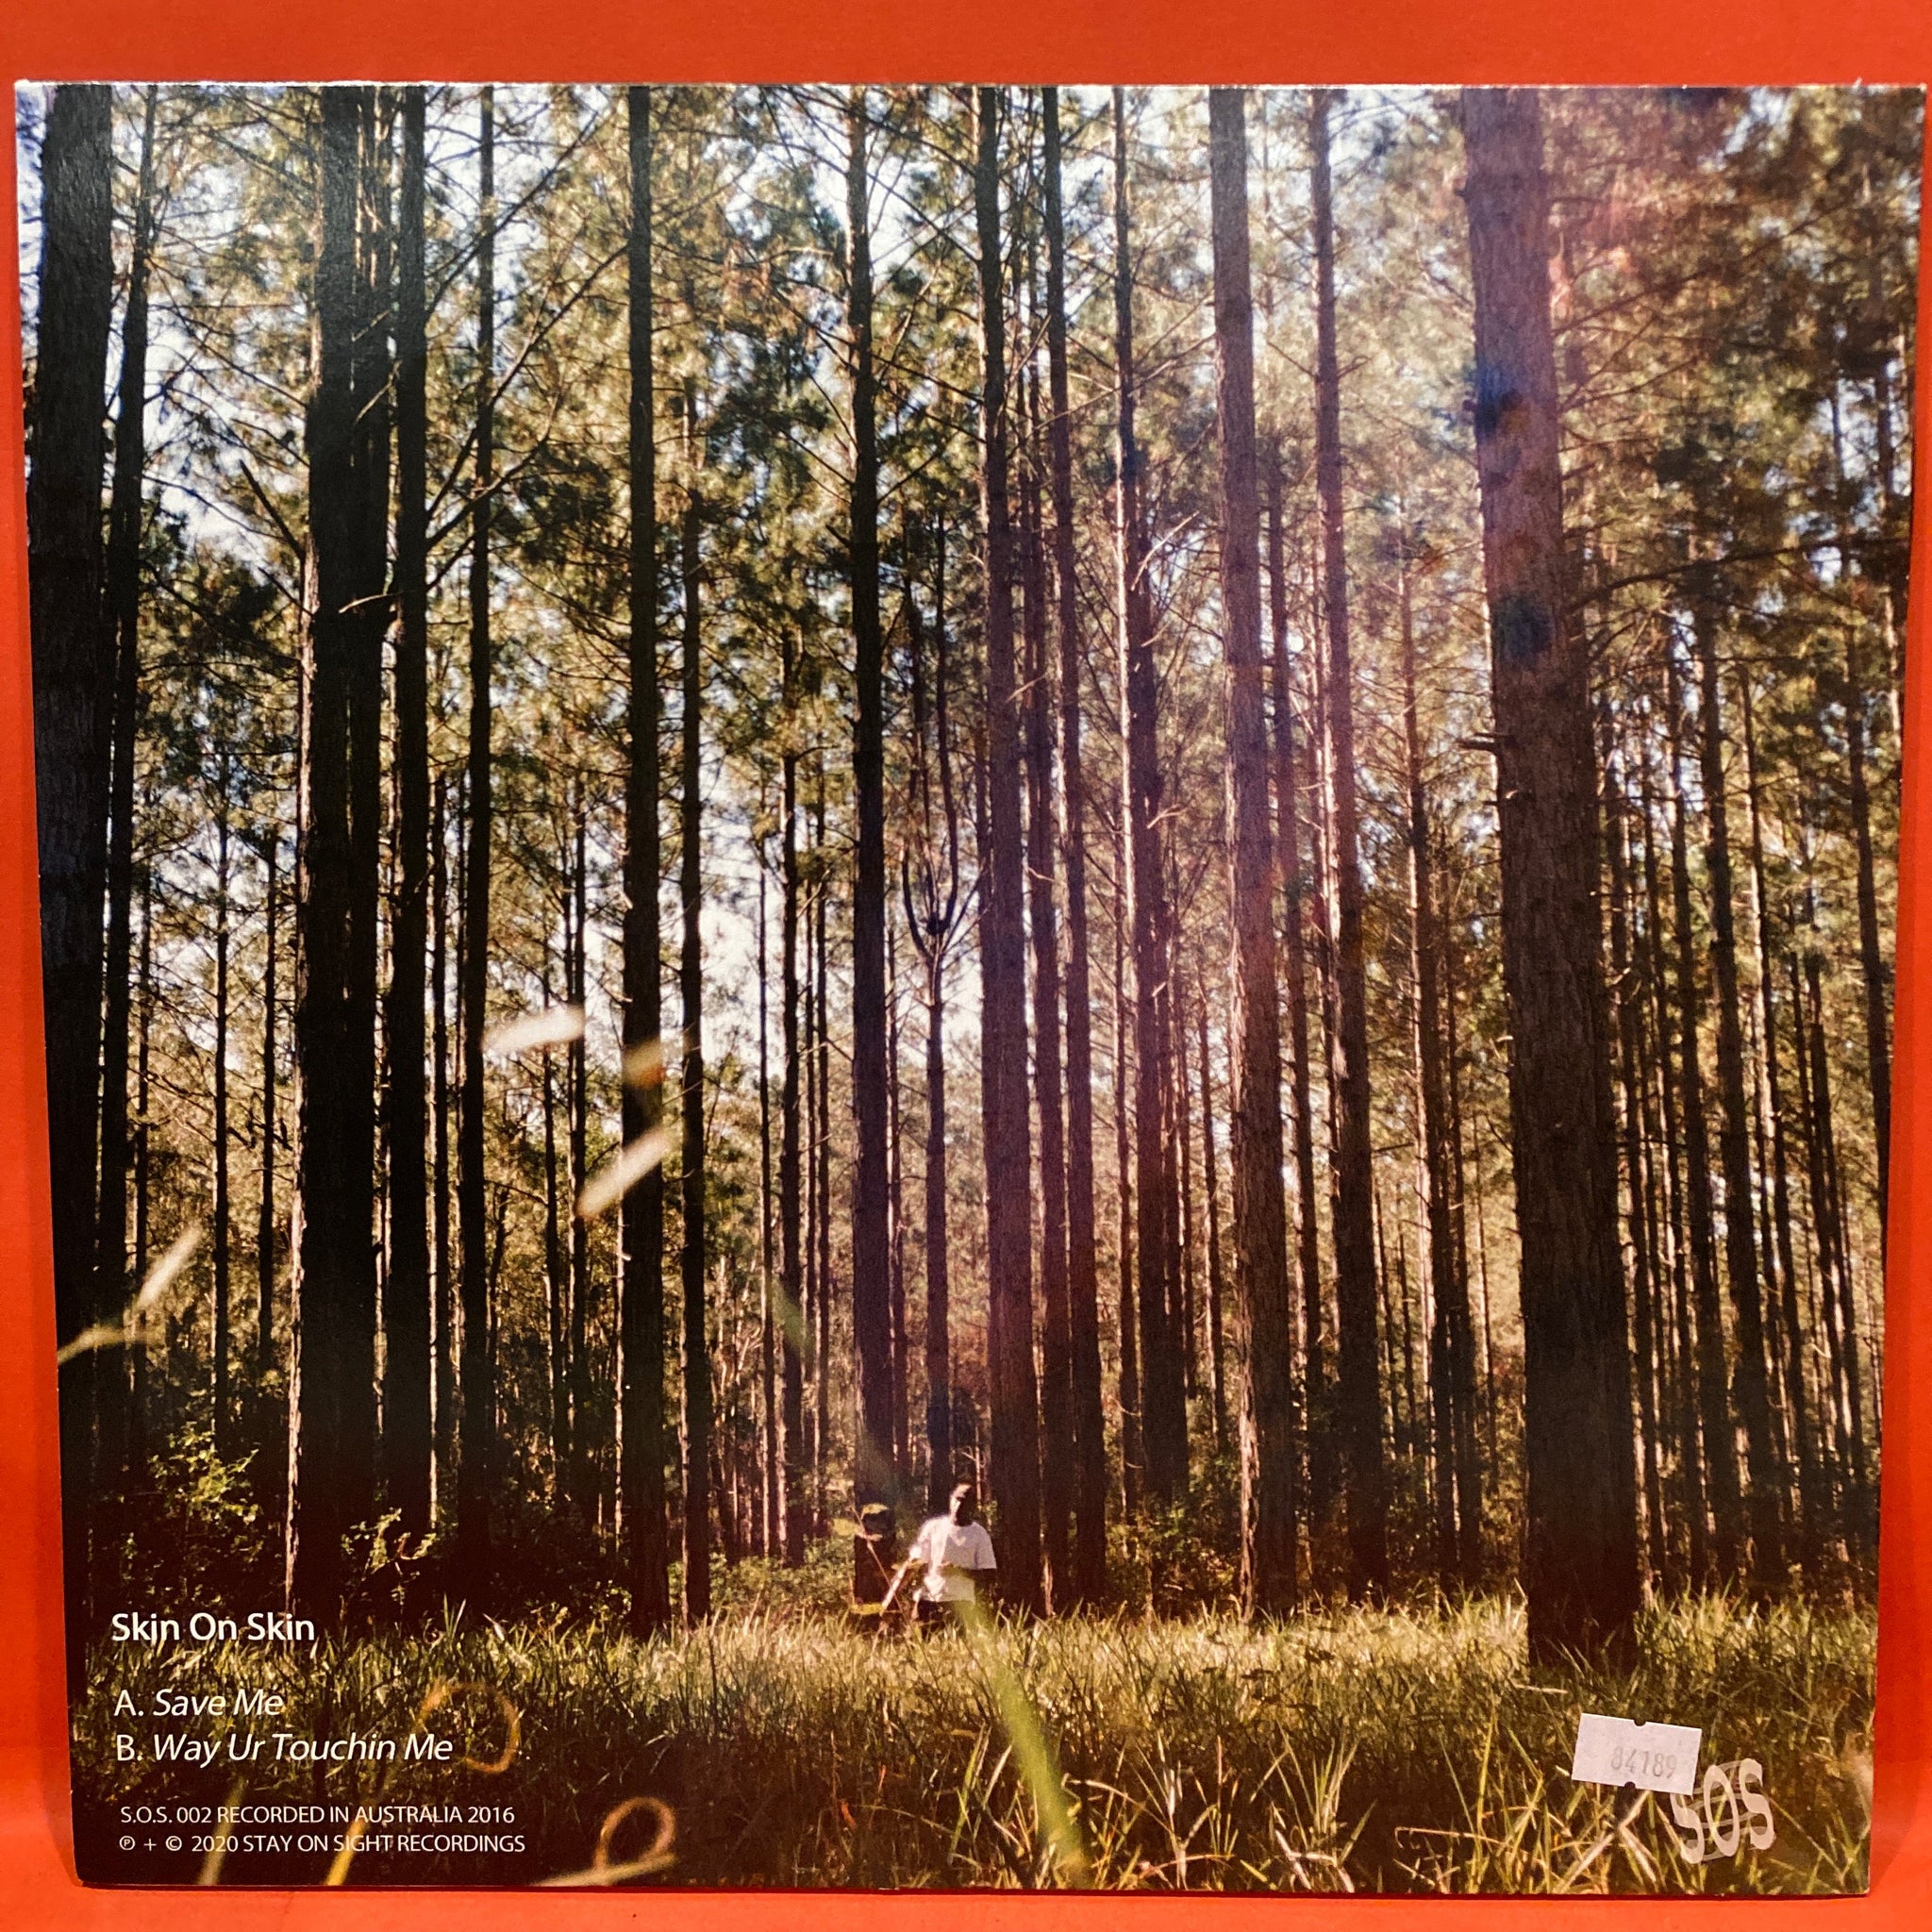 Skin On Skin
A. Save Me
B. Way Ur Touchin Me
S.O.S. 002 RECORDED IN AUSTRALIA 2016
℗ + © 2020 STAY ON SIGHT RECORDINGS
84189
SOS